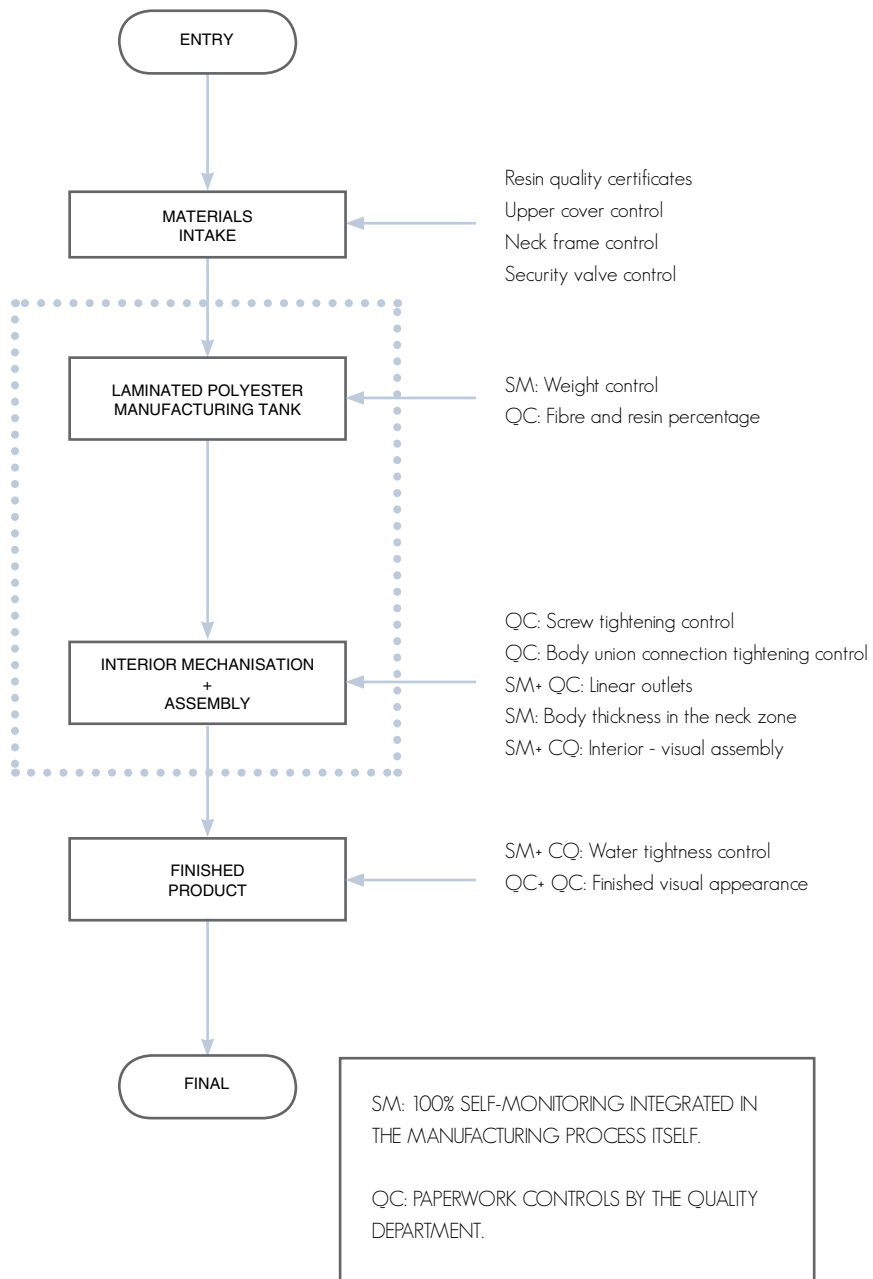 ENTRY
MATERIALS
INTAKE
Resin quality certificates
Upper cover control
Neck frame control
Security valve control
LAMINATED POLYESTER
MANUFACTURING TANK
SM: Weight control
QC: Fibre and resin percentage
INTERIOR MECHANISATION
+
ASSEMBLY
QC: Screw tightening control
QC: Body union connection tightening control
SM+ QC: Linear outlets
SM: Body thickness in the neck zone
SM+ CQ: Interior - visual assembly
FINISHED
PRODUCT
SM+ CQ: Water tightness control
QC+ QC: Finished visual appearance
FINAL
SM: 100% SELF-MONITORING INTEGRATED IN
THE MANUFACTURING PROCESS ITSELF.
QC: PAPERWORK CONTROLS BY THE QUALITY
DEPARTMENT.